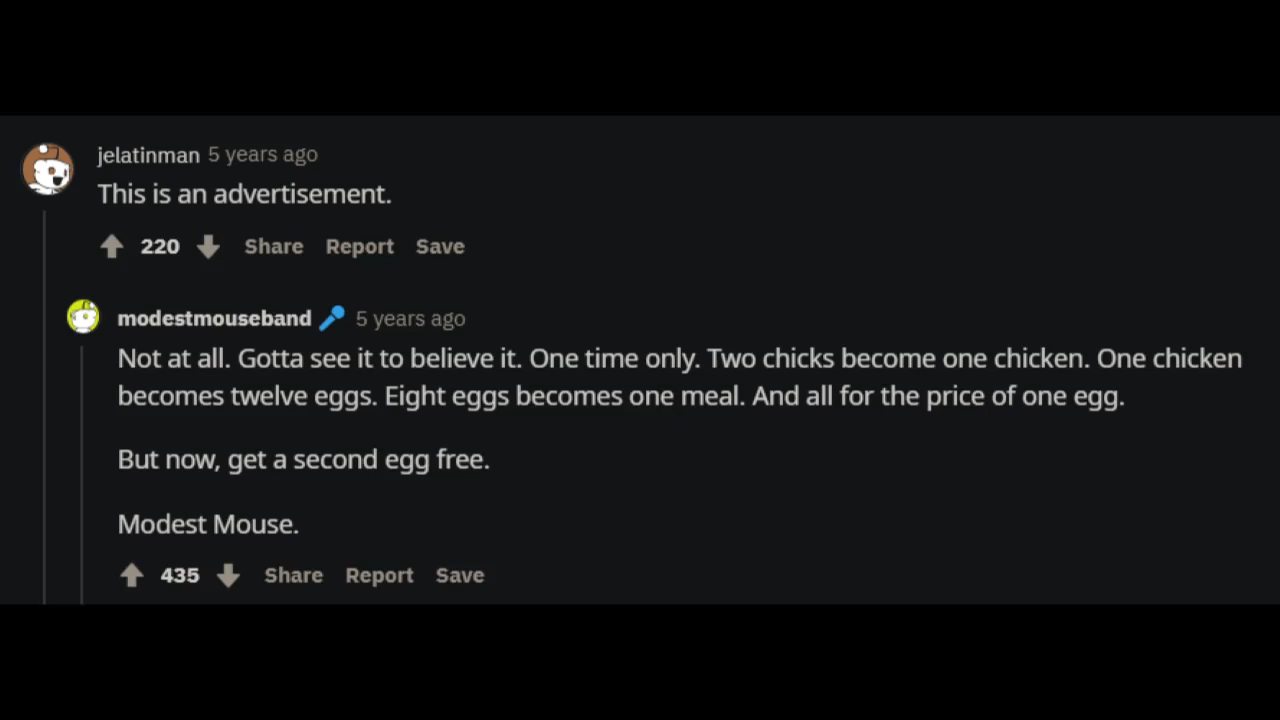 jelatinman 5 years ago
This is an advertisement.
220 Share Report Save
modestmouseband 5 years ago
Not at all. Gotta see it to believe it. One time only. Two chicks become one chicken. One chicken
becomes twelve eggs. Eight eggs becomes one meal. And all for the price of one egg.
But now, get a second egg free.
Modest Mouse.
435 Share Report Save